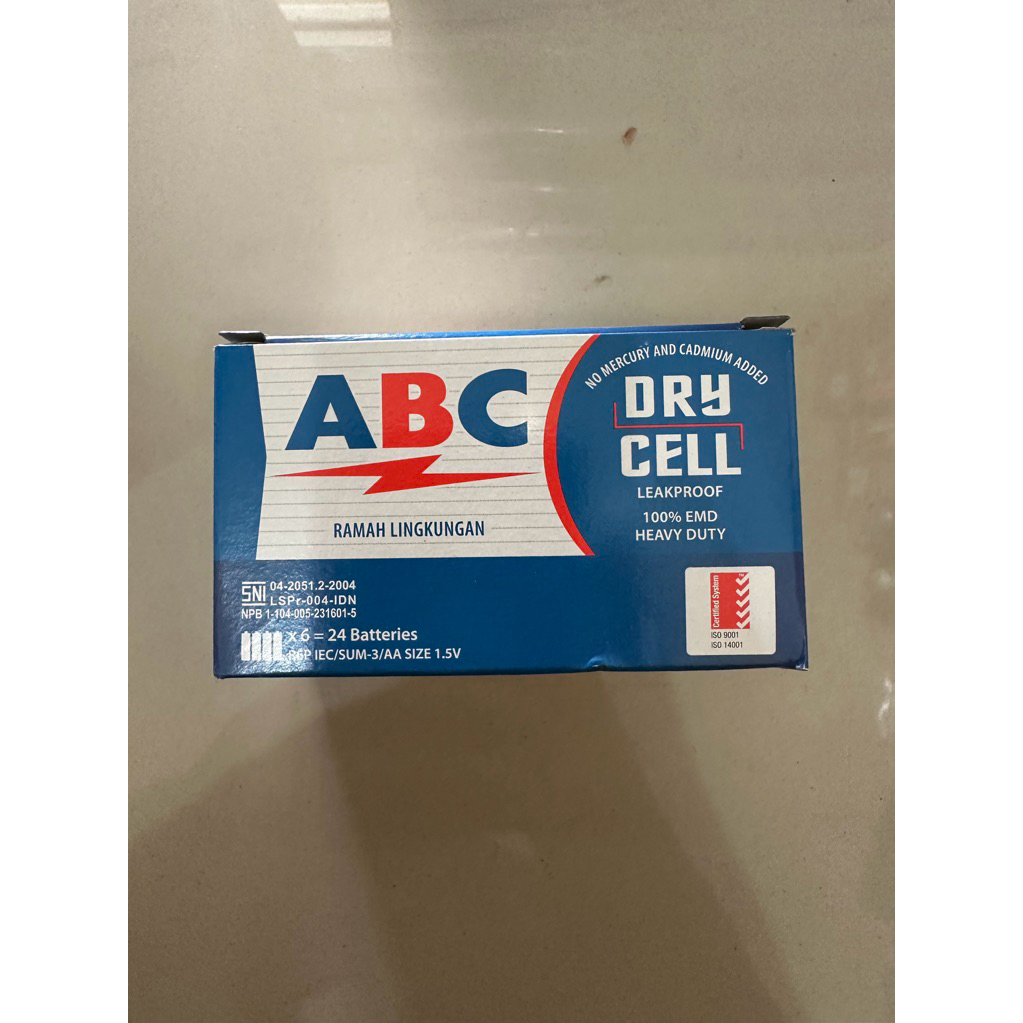 ABC
RAMAH LINGKUNGAN
NO MERCURY AND CADMIUM ADDED
DRY
CELL
LEAKPROOF
100% EMD
HEAVY DUTY
SNI 04-2051.2-2004
LSPr-004-IDN
NPB 1-104-005-231601-5
x 6 = 24 Batteries
R6P IEC/SUM-3/AA SIZE 1.5V
Certified System
ISO 9001
ISO 14001